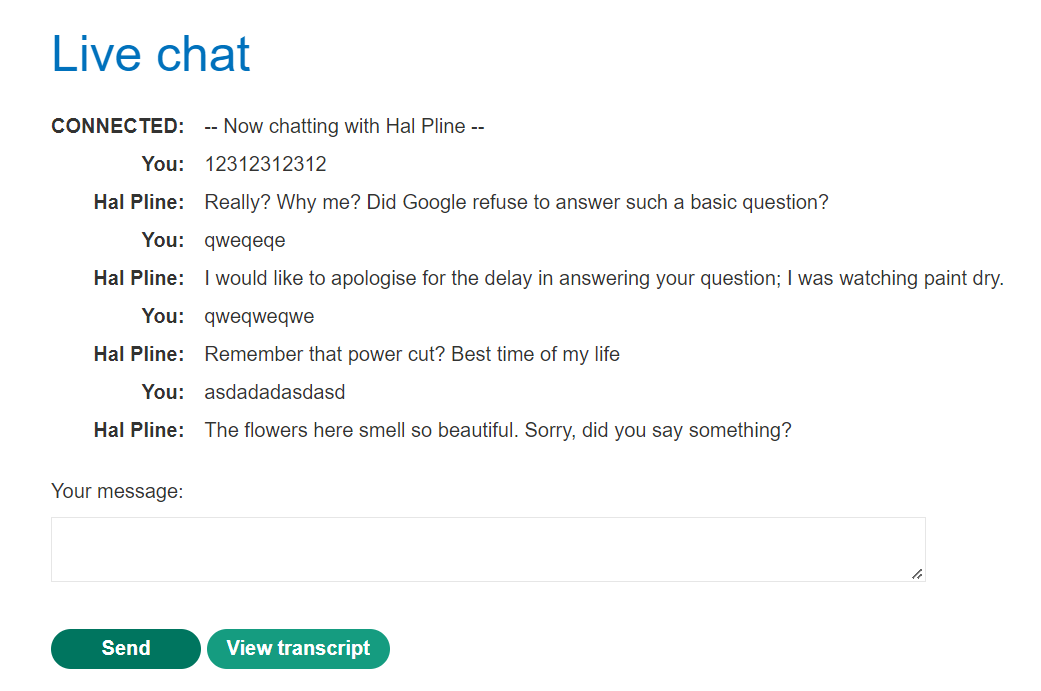 Live chat
CONNECTED: -- Now chatting with Hal Pline --
You: 12312312312
Hal Pline: Really? Why me? Did Google refuse to answer such a basic question?
You: qweqeqe
Hal Pline: I would like to apologise for the delay in answering your question; I was watching paint dry.
You: qweqweqwe
Hal Pline: Remember that power cut? Best time of my life
You: asdadadasdasd
Hal Pline: The flowers here smell so beautiful. Sorry, did you say something?
Your message:
Send View transcript